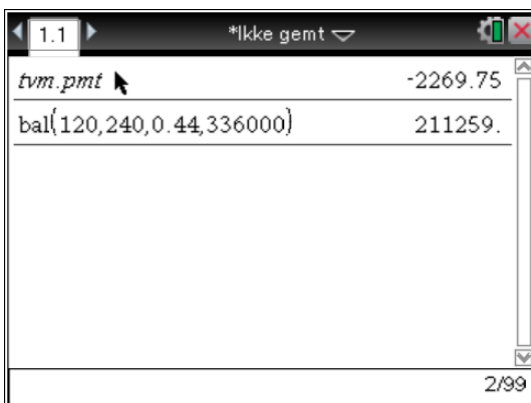 1.1
*Ikke gemt
tvm.pmt
-2269.75
bal(120,240,0.44,336000)
211259.
2/99